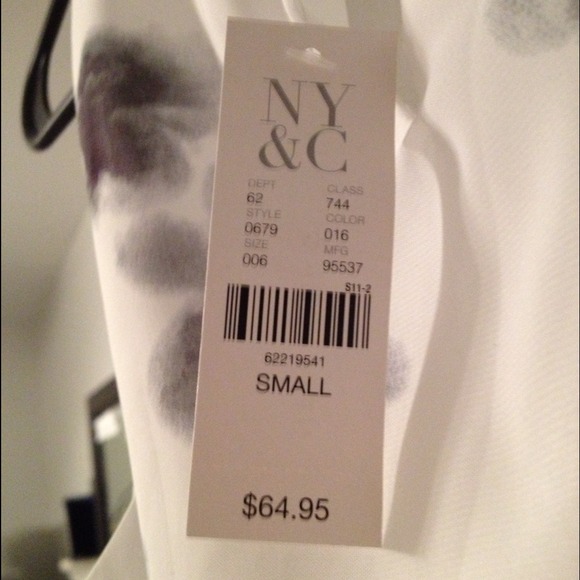 NY
&C
DEPT CLASS
62 744
STYLE COLOR
0679 016
SIZE MFG
006 95537
S11-2
62219541
SMALL
$64.95